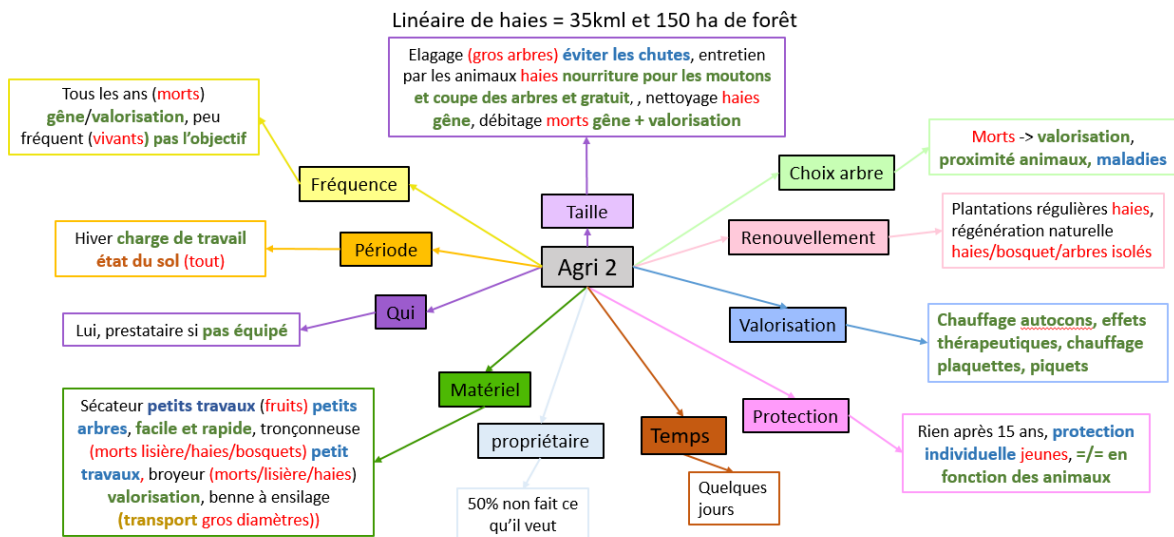 Linéaire de haies = 35kml et 150 ha de forêt
Elagage (gros arbres) éviter les chutes, entretien
par les animaux haies nourriture pour les moutons
et coupe des arbres et gratuit, , nettoyage haies
gêne, débitage morts gêne + valorisation
Tous les ans (morts)
gêne/valorisation, peu
fréquent (vivants) pas l'objectif
Morts -> valorisation,
proximité animaux, maladies
Fréquence
Choix arbre
Taille
Plantations régulières haies,
régénération naturelle
haies/bosquet/arbres isolés
Hiver charge de travail
état du sol (tout)
Période
Renouvellement
Agri 2
Qui
Lui, prestataire si pas équipé
Valorisation
Chauffage autocons, effets
thérapeutiques, chauffage
plaquettes, piquets
Matériel
Sécateur petits travaux (fruits) petits
arbres, facile et rapide, tronçonneuse
(morts lisière/haies/bosquets) petit
travaux, broyeur (morts/lisière/haies)
valorisation, benne à ensilage
(transport gros diamètres))
propriétaire
Temps
Protection
Rien après 15 ans, protection
individuelle jeunes, =/= en
fonction des animaux
50% non fait ce
qu'il veut
Quelques
jours